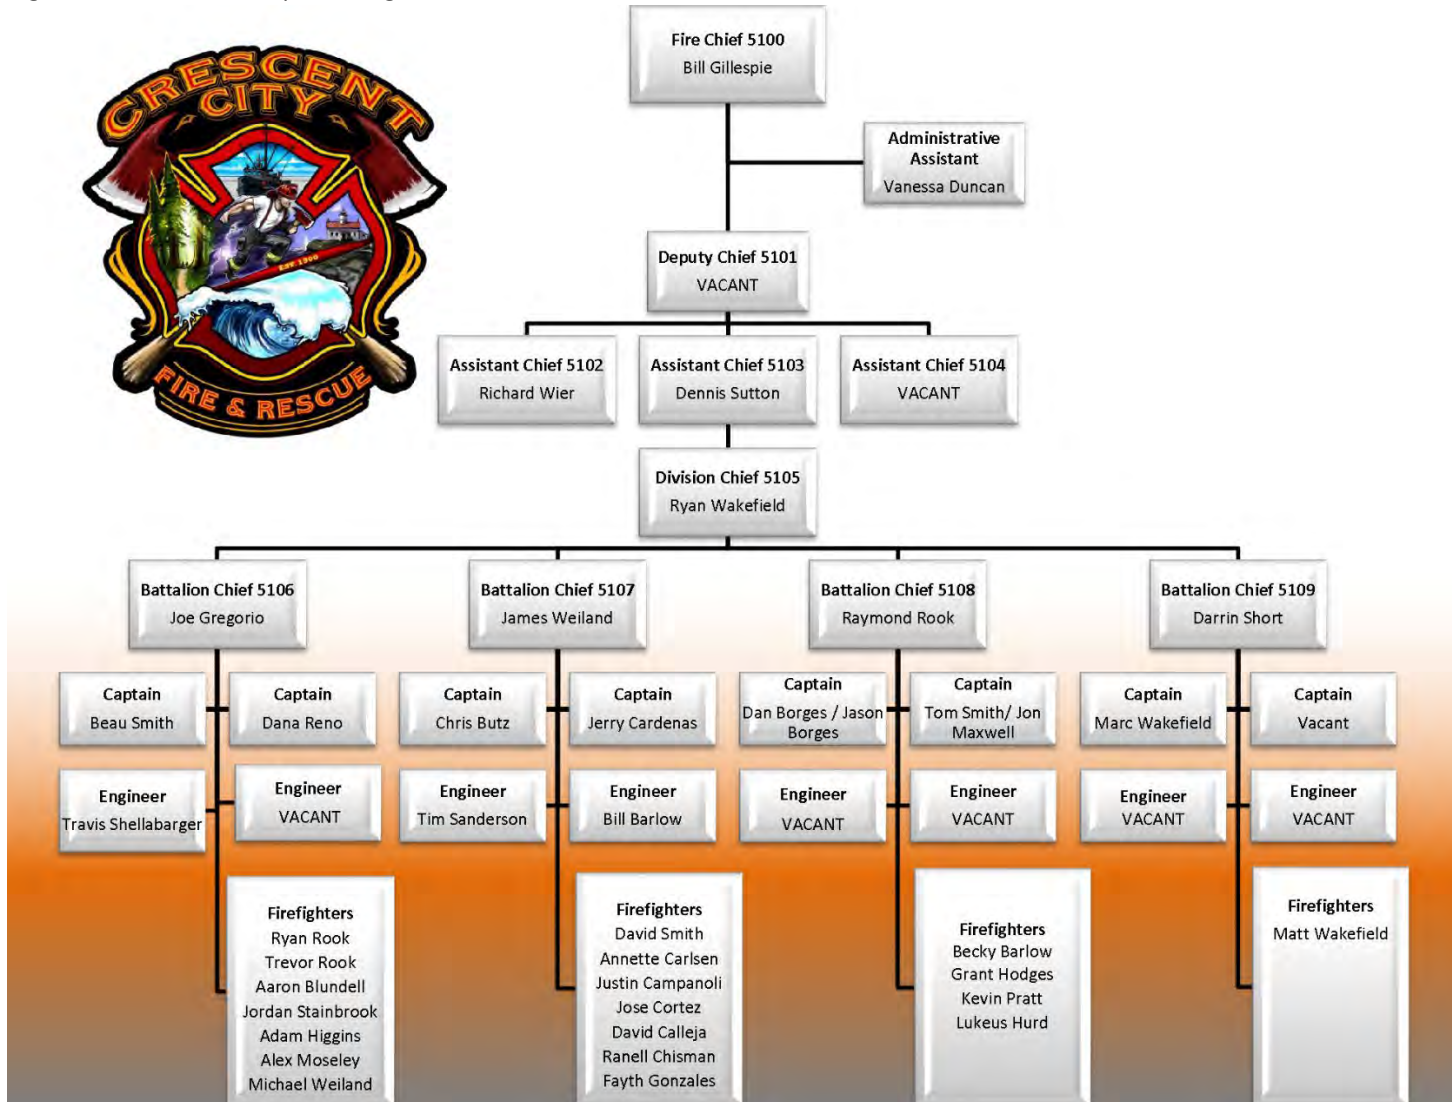 Fire Chief 5100
Bill Gillespie
CRESCENT
CITY
EST. 1900
FIRE & RESCUE
Administrative
Assistant
Vanessa Duncan
Deputy Chief 5101
VACANT
Assistant Chief 5102
Richard Wier
Assistant Chief 5103
Dennis Sutton
Assistant Chief 5104
VACANT
Division Chief 5105
Ryan Wakefield
Battalion Chief 5106
Joe Gregorio
Battalion Chief 5107
James Weiland
Battalion Chief 5108
Raymond Rook
Battalion Chief 5109
Darrin Short
Captain
Beau Smith
Captain
Dana Reno
Captain
Chris Butz
Captain
Jerry Cardenas
Captain
Dan Borges / Jason
Borges
Captain
Tom Smith/ Jon
Maxwell
Captain
Marc Wakefield
Captain
Vacant
Engineer
Travis Shellabarger
Engineer
VACANT
Engineer
Tim Sanderson
Engineer
Bill Barlow
Engineer
VACANT
Engineer
VACANT
Engineer
VACANT
Engineer
VACANT
Firefighters
Ryan Rook
Trevor Rook
Aaron Blundell
Jordan Stainbrook
Adam Higgins
Alex Moseley
Michael Weiland
Firefighters
David Smith
Annette Carlsen
Justin Campanoli
Jose Cortez
David Calleja
Ranell Chisman
Fayth Gonzales
Firefighters
Becky Barlow
Grant Hodges
Kevin Pratt
Lukeus Hurd
Firefighters
Matt Wakefield